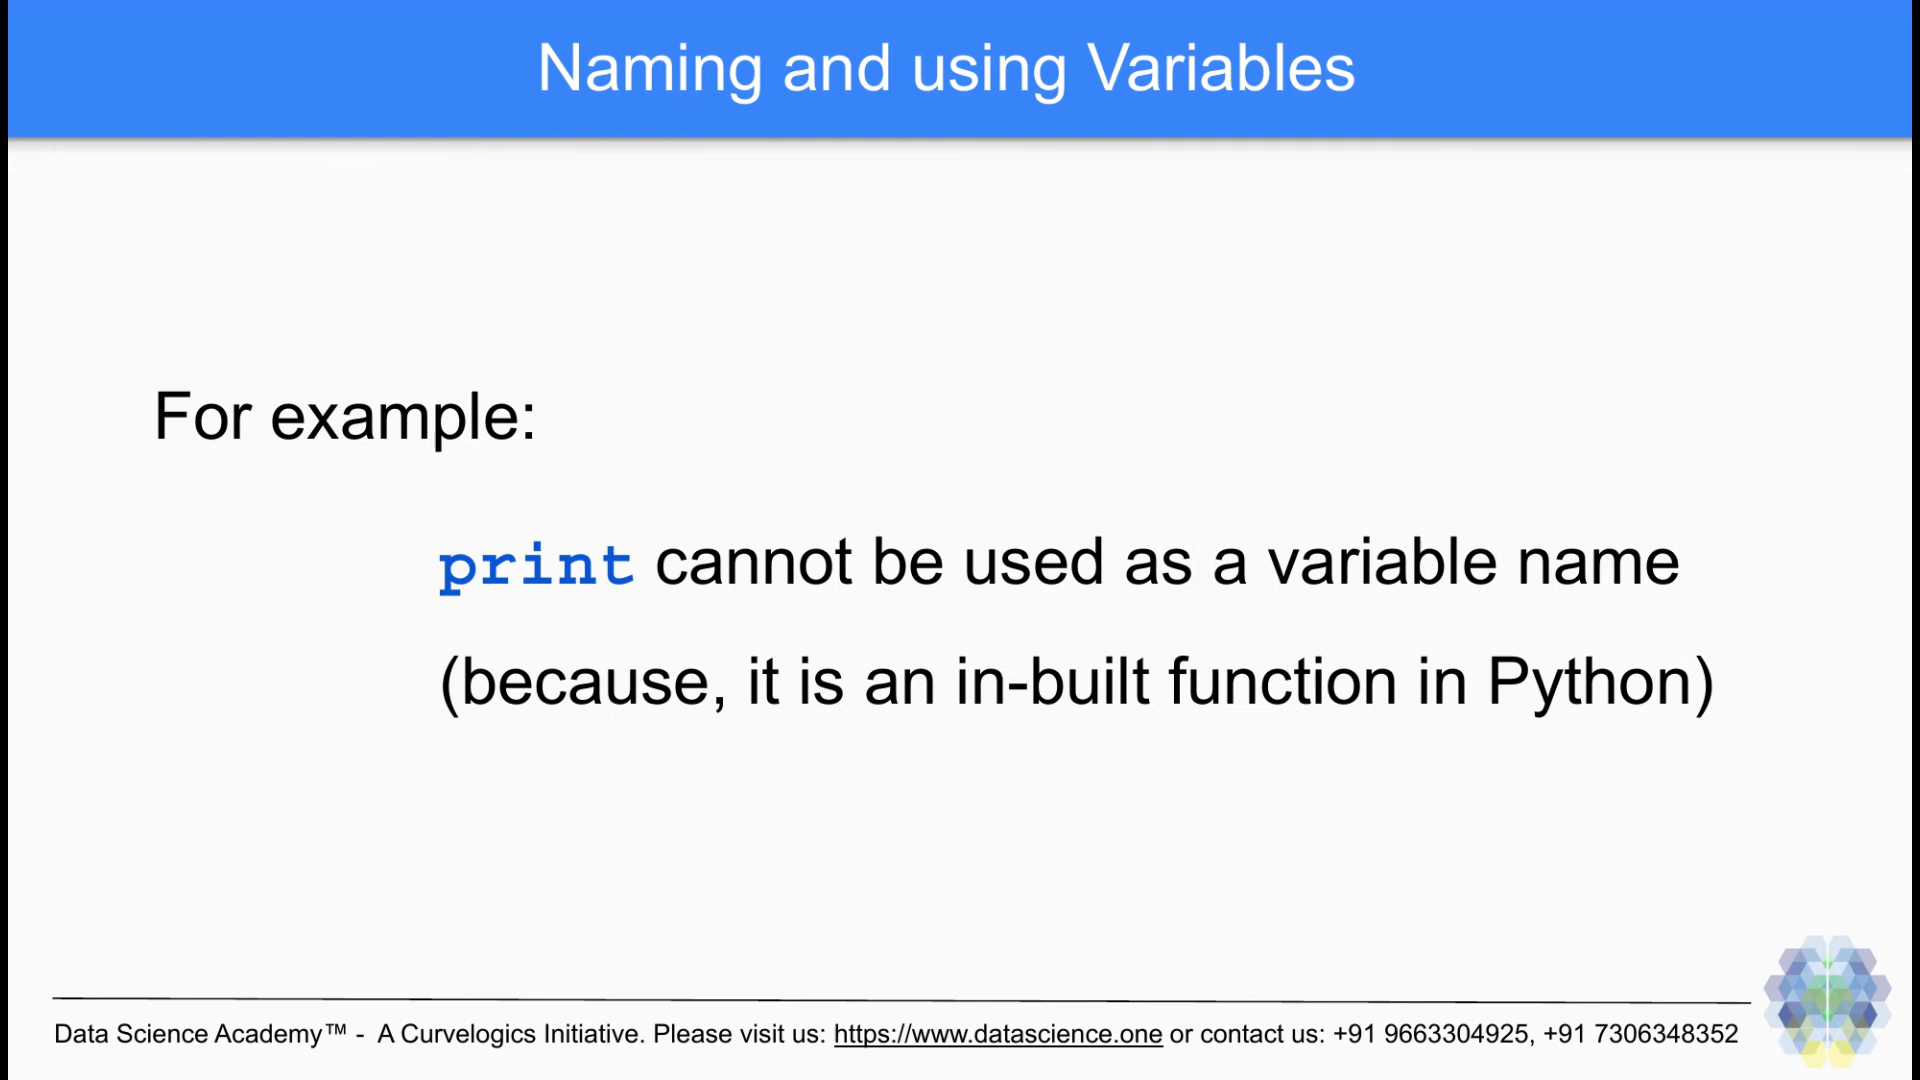 Naming and using Variables
For example:
print cannot be used as a variable name
(because, it is an in-built function in Python)
Data Science Academy™ - A Curvelogics Initiative. Please visit us: https://www.datascience.one or contact us: +91 9663304925, +91 7306348352